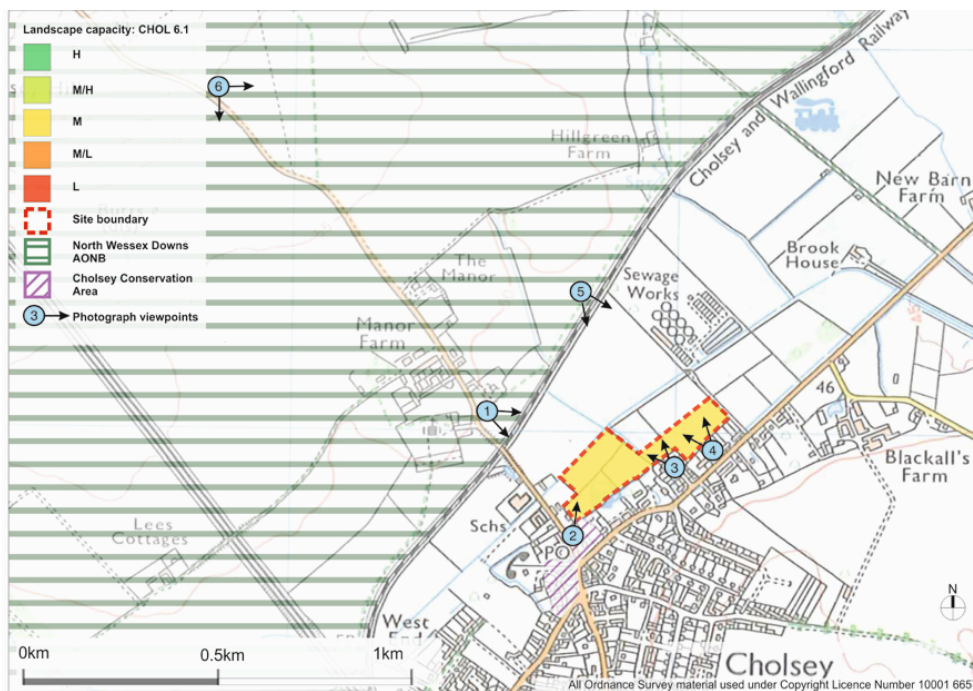 Landscape capacity: CHOL 6.1
H
M/H
M
M/L
L
Site boundary
North Wessex Downs
AONB
Cholsey Conservation
Area
3
Photograph viewpoints
6
Cholsey and Wallingford Railway
Hillgreen
Farm
New Barn
Farm
Brook
House
The
Manor
Sewage
Works
5
Manor
Farm
1
46
45
4
3
Blackall's
Farm
2
Schs
PO
Lees
Cottages
West
End
N
Cholsey
0km
0.5km
1km
All Ordnance Survey material used under Copyright Licence Number 10001 665